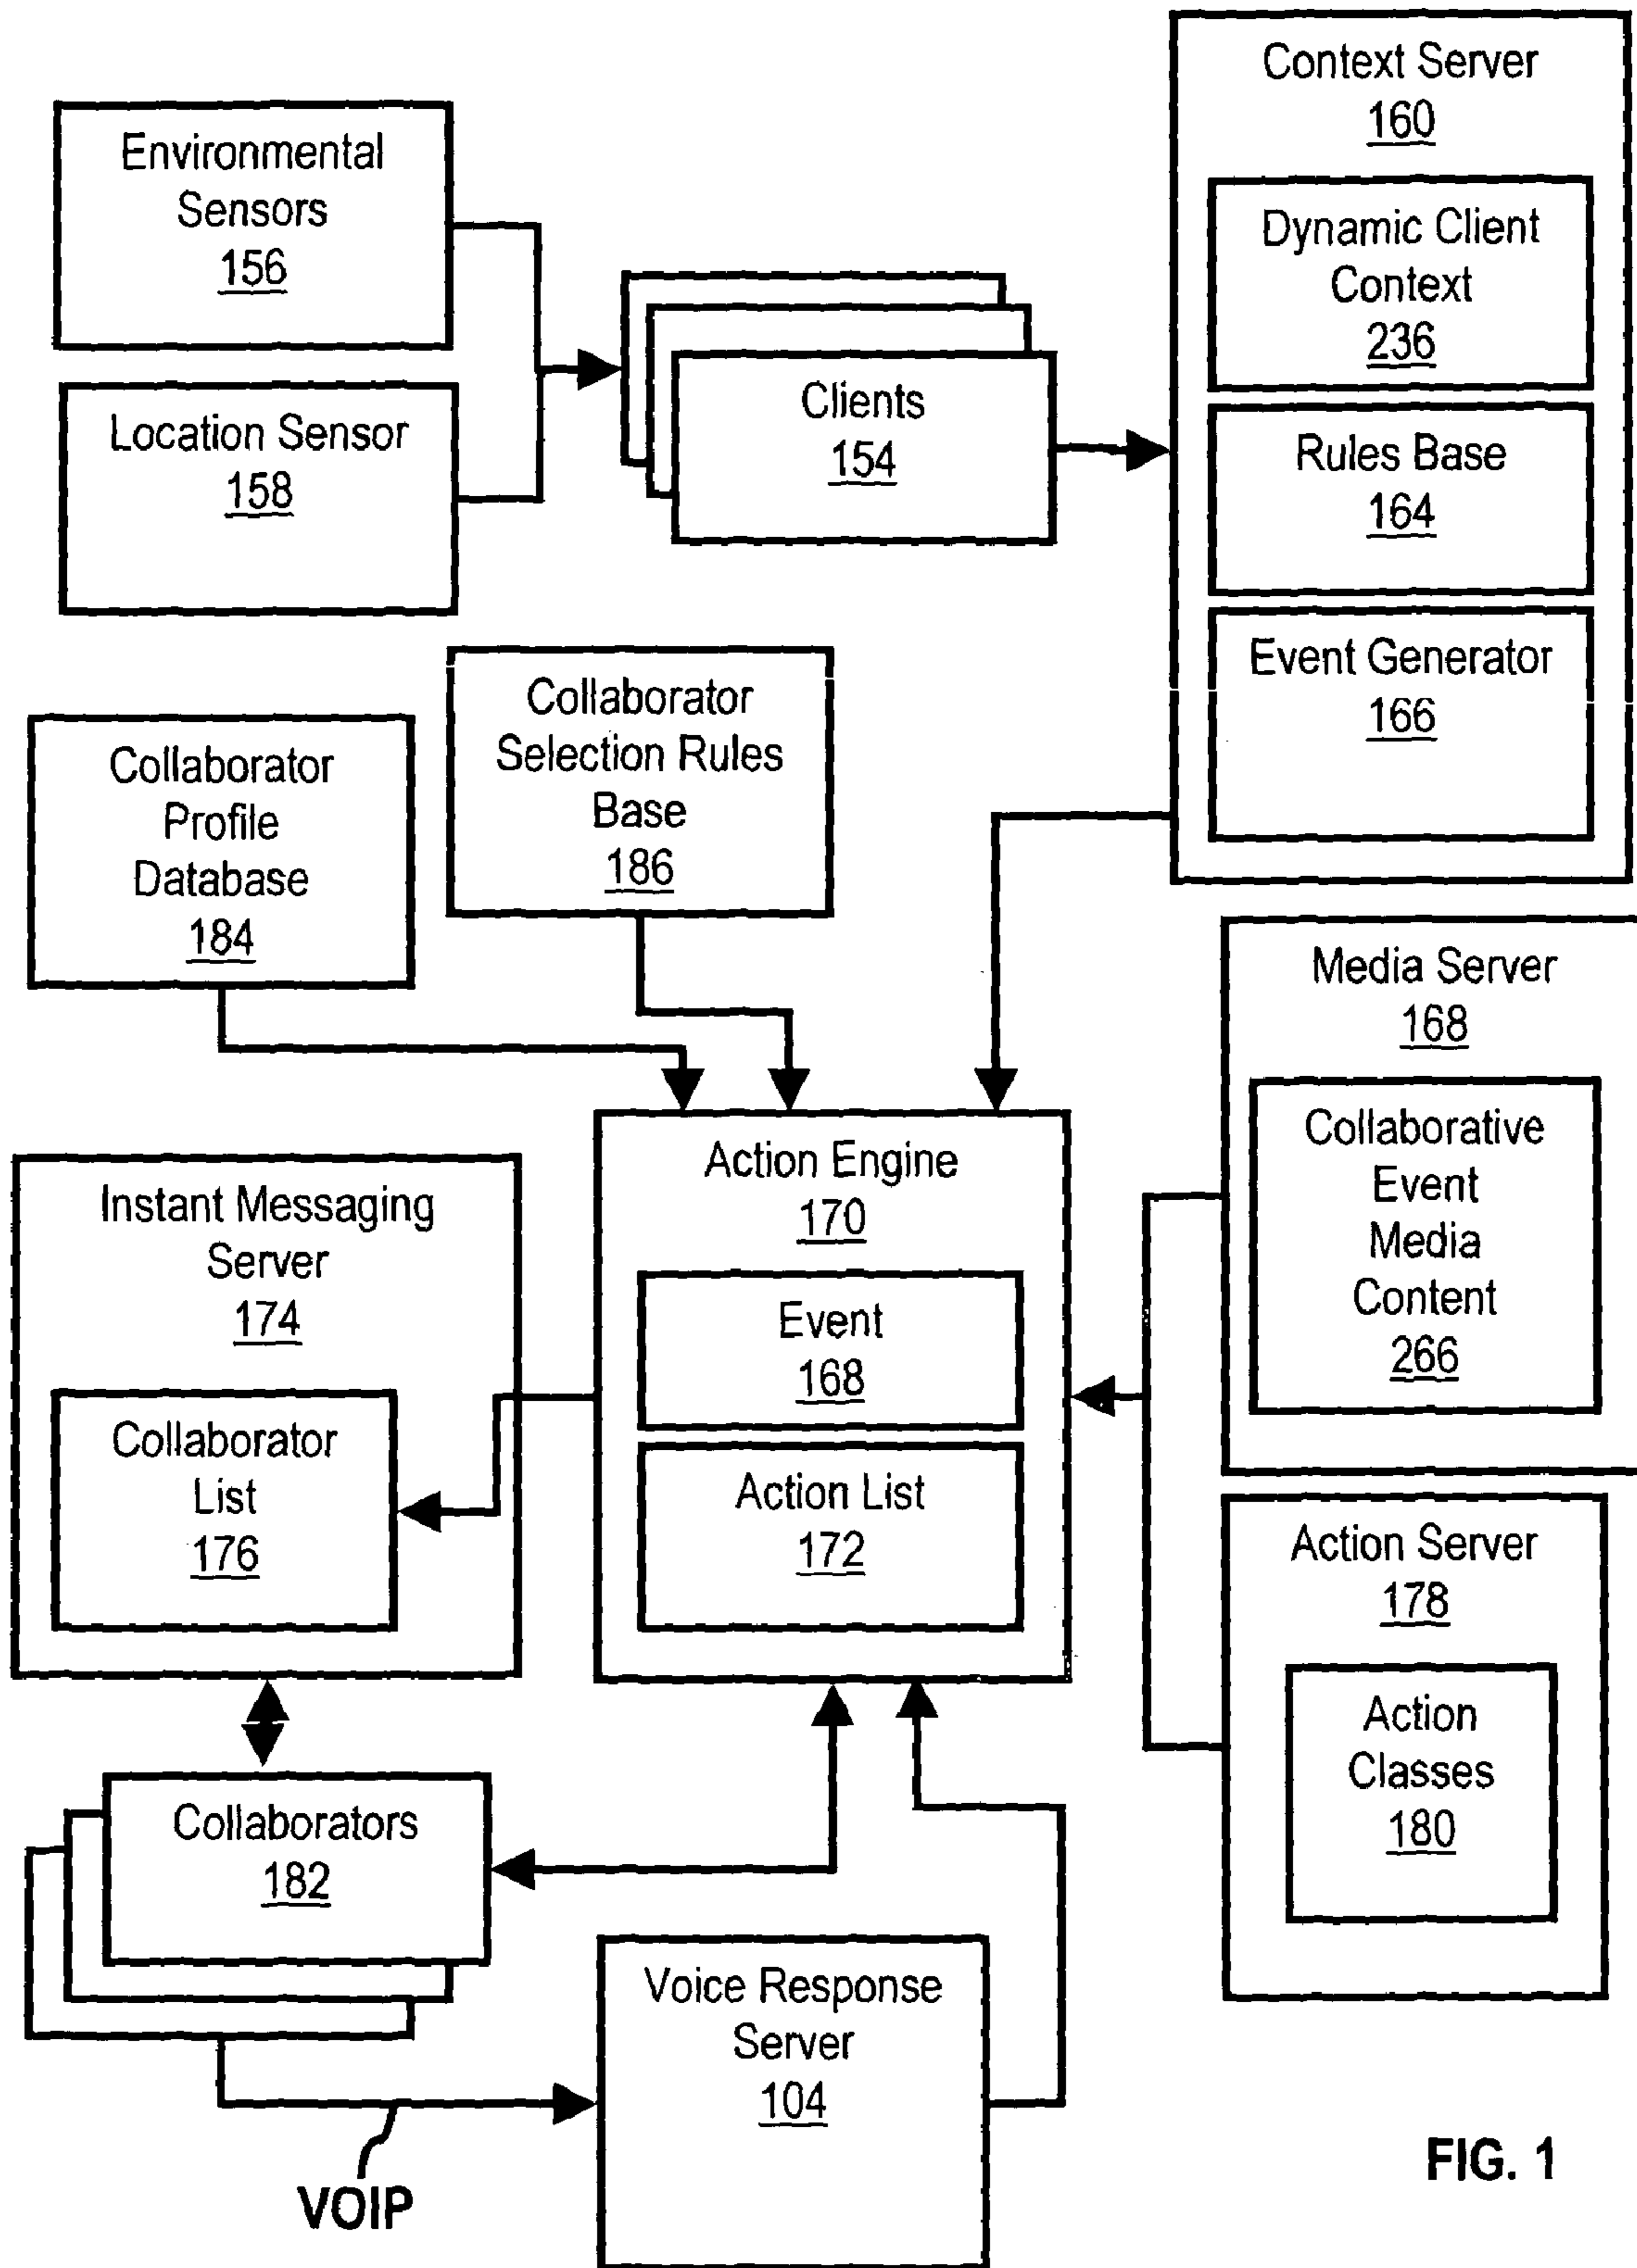 Context Server
160
Dynamic Client
Context
236
Rules Base
164
Event Generator
166
Environmental
Sensors
156
Location Sensor
158
Clients
154
Collaborator
Selection Rules
Base
186
Collaborator
Profile
Database
184
Media Server
168
Collaborative
Event
Media
Content
266
Action Engine
170
Event
168
Action List
172
Instant Messaging
Server
174
Collaborator
List
176
Action Server
178
Action
Classes
180
Collaborators
182
Voice Response
Server
104
VOIP
FIG. 1